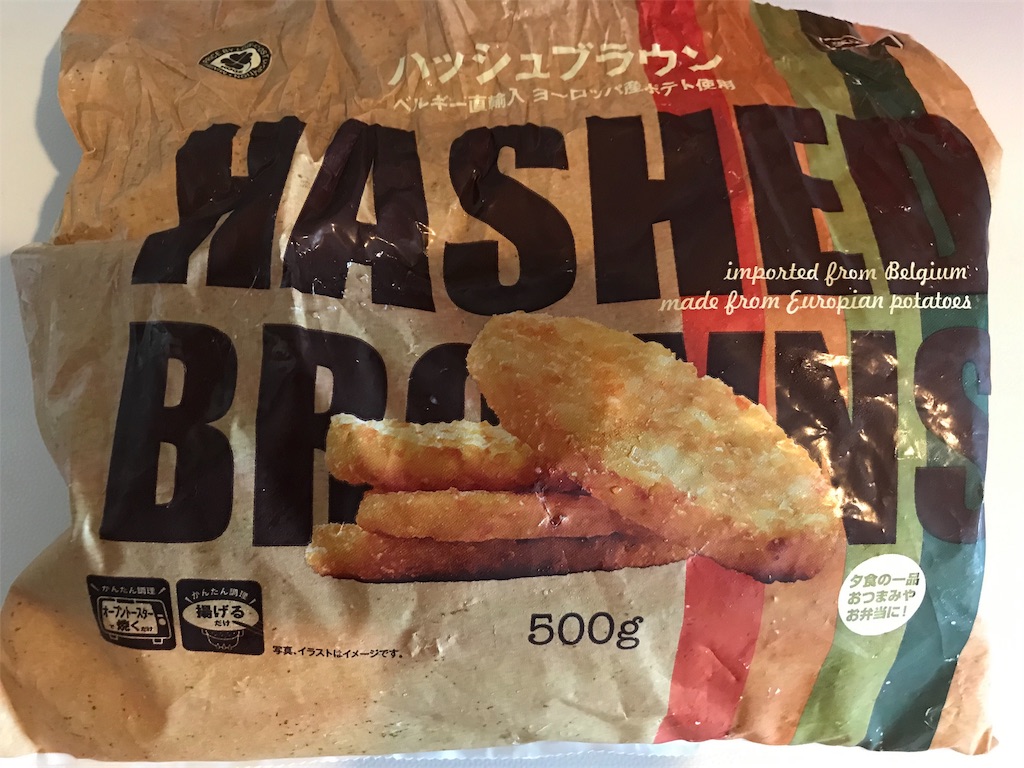 ハッシュブラウン
ベルギー直輸入 ヨーロッパ産ポテト使用
HASHED
imported from Belgium
made from Europian potatoes
BROWNS
かんたん調理
オーブントースターで
焼くだけ
かんたん調理
揚げる
だけ
写真、イラストはイメージです。
500g
夕食の一品
おつまみや
お弁当に!